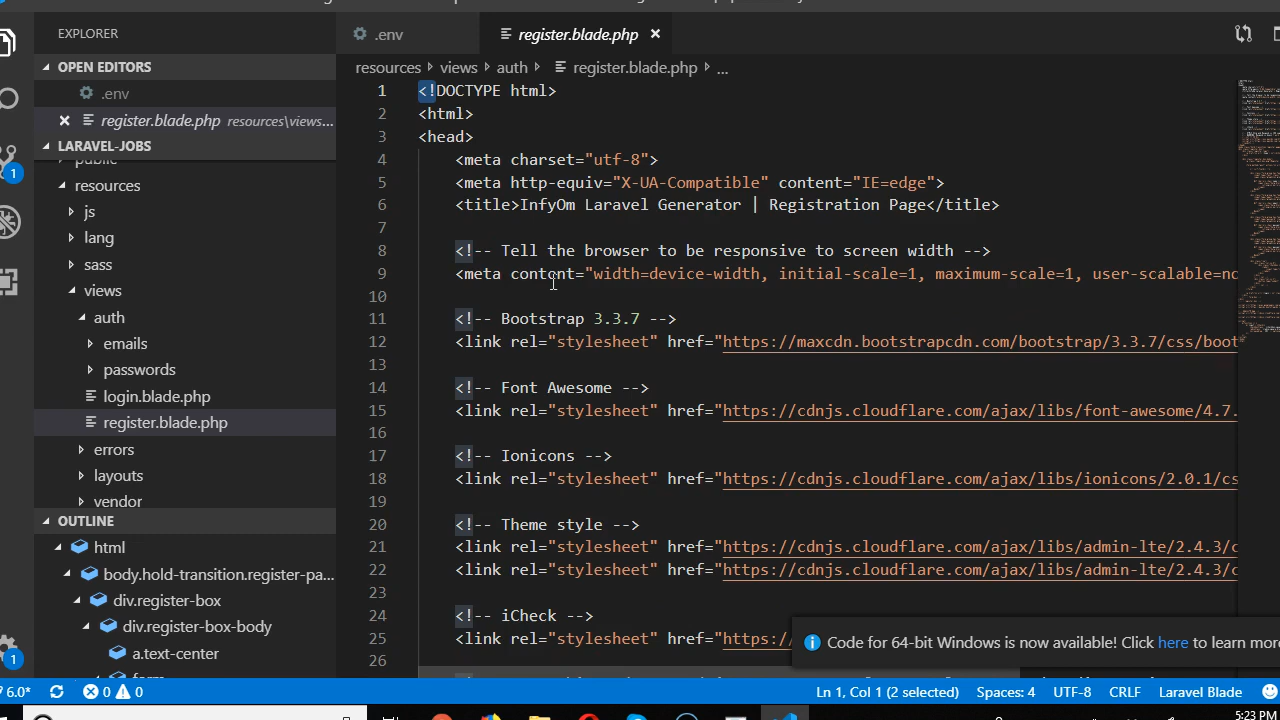 EXPLORER
OPEN EDITORS
.env
register.blade.php resources\views...
LARAVEL-JOBS
public
resources
js
lang
sass
views
auth
emails
passwords
login.blade.php
register.blade.php
errors
layouts
vendor
OUTLINE
html
body.hold-transition.register-pa...
div.register-box
div.register-box-body
a.text-center
form
.env
register.blade.php
resources views auth register.blade.php ...
1 <!DOCTYPE html>
2 <html>
3 <head>
4 <meta charset="utf-8">
5 <meta http-equiv="X-UA-Compatible" content="IE=edge">
6 <title>InfyOm Laravel Generator | Registration Page</title>
7
8 <!-- Tell the browser to be responsive to screen width -->
9 <meta content="width=device-width, initial-scale=1, maximum-scale=1, user-scalable=no
10
11 <!-- Bootstrap 3.3.7 -->
12 <link rel="stylesheet" href="https://maxcdn.bootstrapcdn.com/bootstrap/3.3.7/css/boot
13
14 <!-- Font Awesome -->
15 <link rel="stylesheet" href="https://cdnjs.cloudflare.com/ajax/libs/font-awesome/4.7.
16
17 <!-- Ionicons -->
18 <link rel="stylesheet" href="https://cdnjs.cloudflare.com/ajax/libs/ionicons/2.0.1/cs
19
20 <!-- Theme style -->
21 <link rel="stylesheet" href="https://cdnjs.cloudflare.com/ajax/libs/admin-lte/2.4.3/c
22 <link rel="stylesheet" href="https://cdnjs.cloudflare.com/ajax/libs/admin-lte/2.4.3/c
23
24 <!-- iCheck -->
25 <link rel="stylesheet" href="https:/
26
Code for 64-bit Windows is now available! Click here to learn more
1
1
6.0* 0 0
Ln 1, Col 1 (2 selected) Spaces: 4 UTF-8 CRLF Laravel Blade
5:23 PM